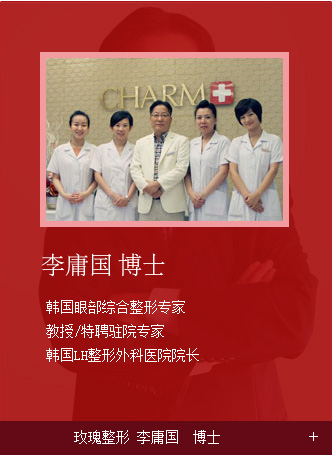 CHARM
李庸国 博士
韩国眼部综合整形专家
教授/特聘驻院专家
韩国LH整形外科医院院长
玫瑰整形 李庸国 博士 +